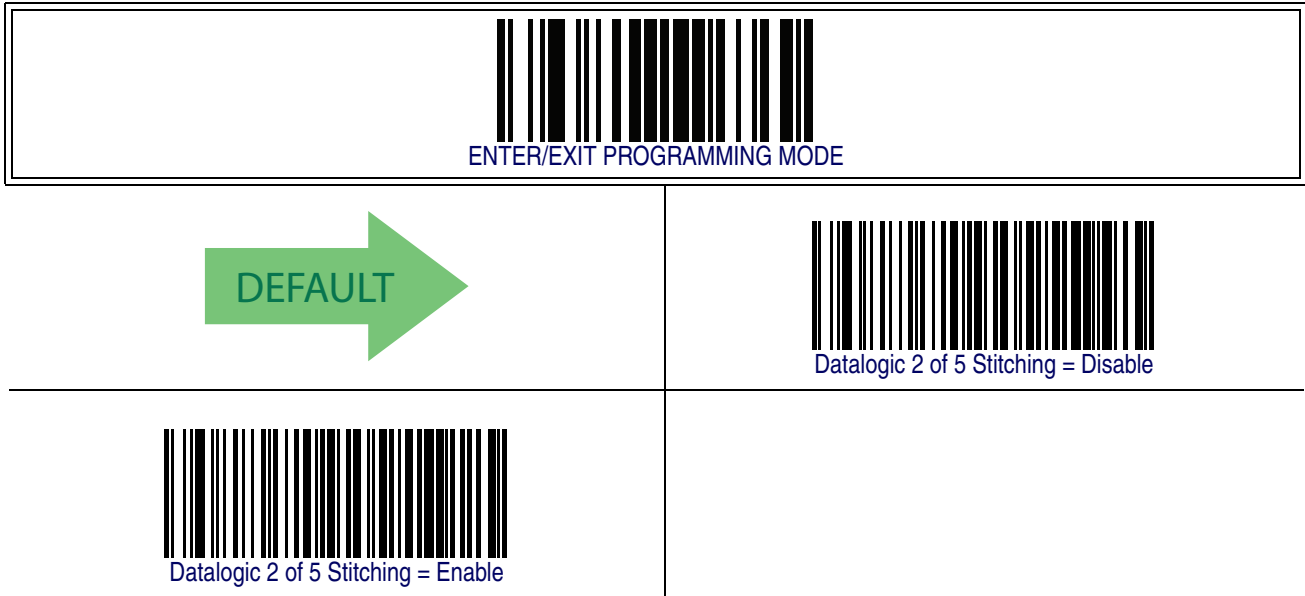 ENTER/EXIT PROGRAMMING MODE
DEFAULT
Datalogic 2 of 5 Stitching = Disable
Datalogic 2 of 5 Stitching = Enable